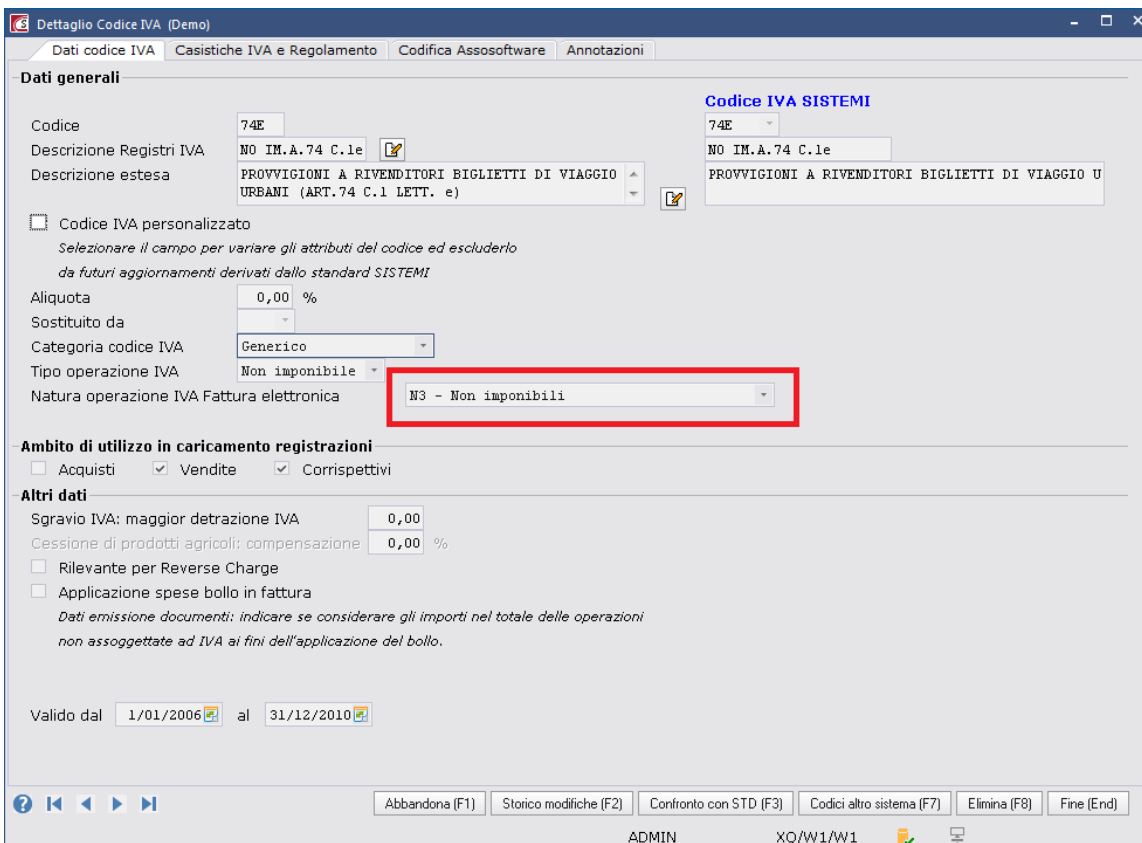 Dettaglio Codice IVA (Demo)
Dati codice IVA Casistiche IVA e Regolamento Codifica Assosoftware Annotazioni
Dati generali
Codice IVA SISTEMI
Codice 74E 74E
Descrizione Registri IVA NO IM.A.74 C.1e NO IM.A.74 C.1e
Descrizione estesa PROVVIGIONI A RIVENDITORI BIGLIETTI DI VIAGGIO PROVVIGIONI A RIVENDITORI BIGLIETTI DI VIAGGIO U
URBANI (ART.74 C.1 LETT. e)
Codice IVA personalizzato
Selezionare il campo per variare gli attributi del codice ed escluderlo
da futuri aggiornamenti derivati dallo standard SISTEMI
Aliquota 0,00 %
Sostituito da
Categoria codice IVA Generico
Tipo operazione IVA Non imponibile
Natura operazione IVA Fattura elettronica N3 - Non imponibili
Ambito di utilizzo in caricamento registrazioni
Acquisti Vendite Corrispettivi
Altri dati
Sgravio IVA: maggior detrazione IVA 0,00
Cessione di prodotti agricoli: compensazione 0,00 %
Rilevante per Reverse Charge
Applicazione spese bollo in fattura
Dati emissione documenti: indicare se considerare gli importi nel totale delle operazioni
non assoggettate ad IVA ai fini dell'applicazione del bollo.
Valido dal 1/01/2006 al 31/12/2010
Abbandona (F1) Storico modifiche (F2) Confronto con STD (F3) Codici altro sistema (F7) Elimina (F8) Fine (End)
ADMIN XO/W1/W1